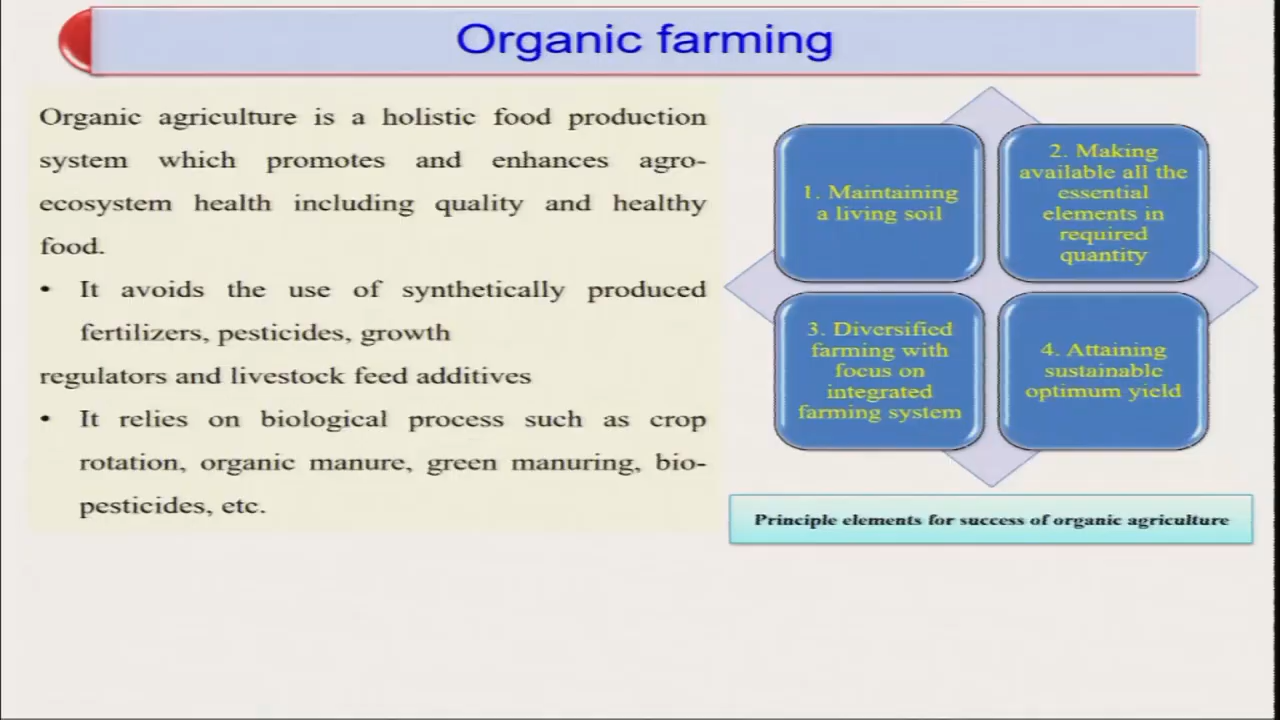 Organic farming
Organic agriculture is a holistic food production
system which promotes and enhances agro-
ecosystem health including quality and healthy
food.
• It avoids the use of synthetically produced
fertilizers, pesticides, growth
regulators and livestock feed additives
• It relies on biological process such as crop
rotation, organic manure, green manuring, bio-
pesticides, etc.
1. Maintaining
a living soil
2. Making
available all the
essential
elements in
required
quantity
3. Diversified
farming with
focus on
integrated
farming system
4. Attaining
sustainable
optimum yield
Principle elements for success of organic agriculture